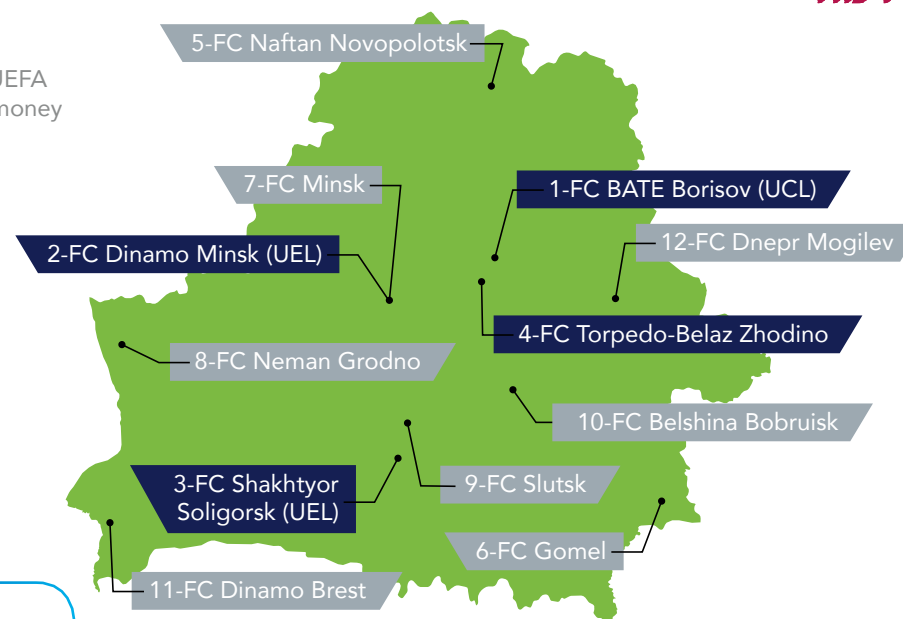 5-FC Naftan Novopolotsk
money
7-FC Minsk
1-FC BATE Borisov (UCL)
2-FC Dinamo Minsk (UEL)
12-FC Dnepr Mogilev
4-FC Torpedo-Belaz Zhodino
8-FC Neman Grodno
10-FC Belshina Bobruisk
3-FC Shakhtyor
Soligorsk (UEL)
9-FC Slutsk
6-FC Gomel
11-FC Dinamo Brest